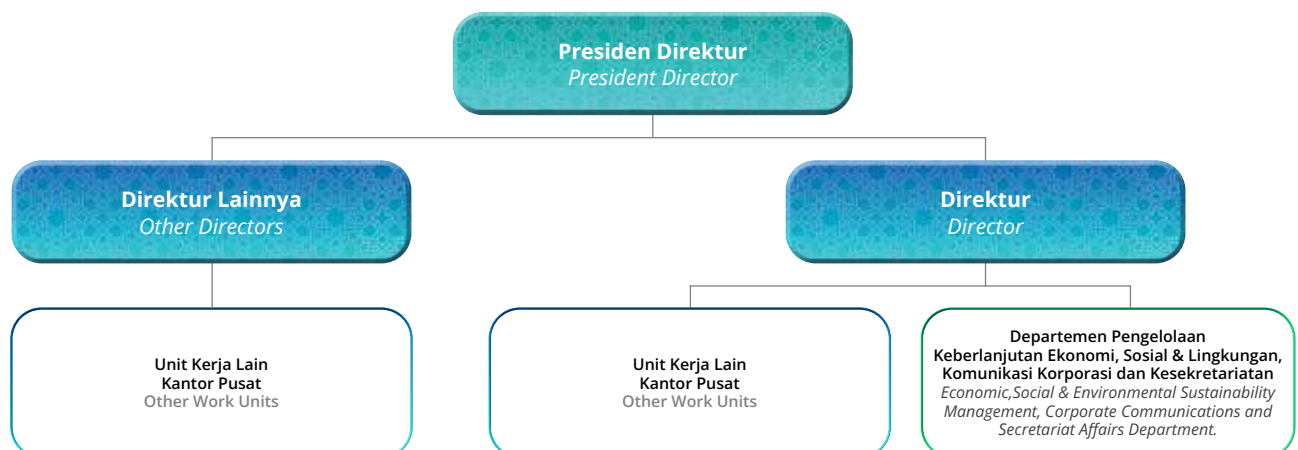 Presiden Direktur
President Director
Direktur Lainnya
Other Directors
Direktur
Director
Unit Kerja Lain
Kantor Pusat
Other Work Units
Unit Kerja Lain
Kantor Pusat
Other Work Units
Departemen Pengelolaan
Keberlanjutan Ekonomi, Sosial & Lingkungan,
Komunikasi Korporasi dan Kesekretariatan
Economic,Social & Environmental Sustainability
Management, Corporate Communications and
Secretariat Affairs Department.